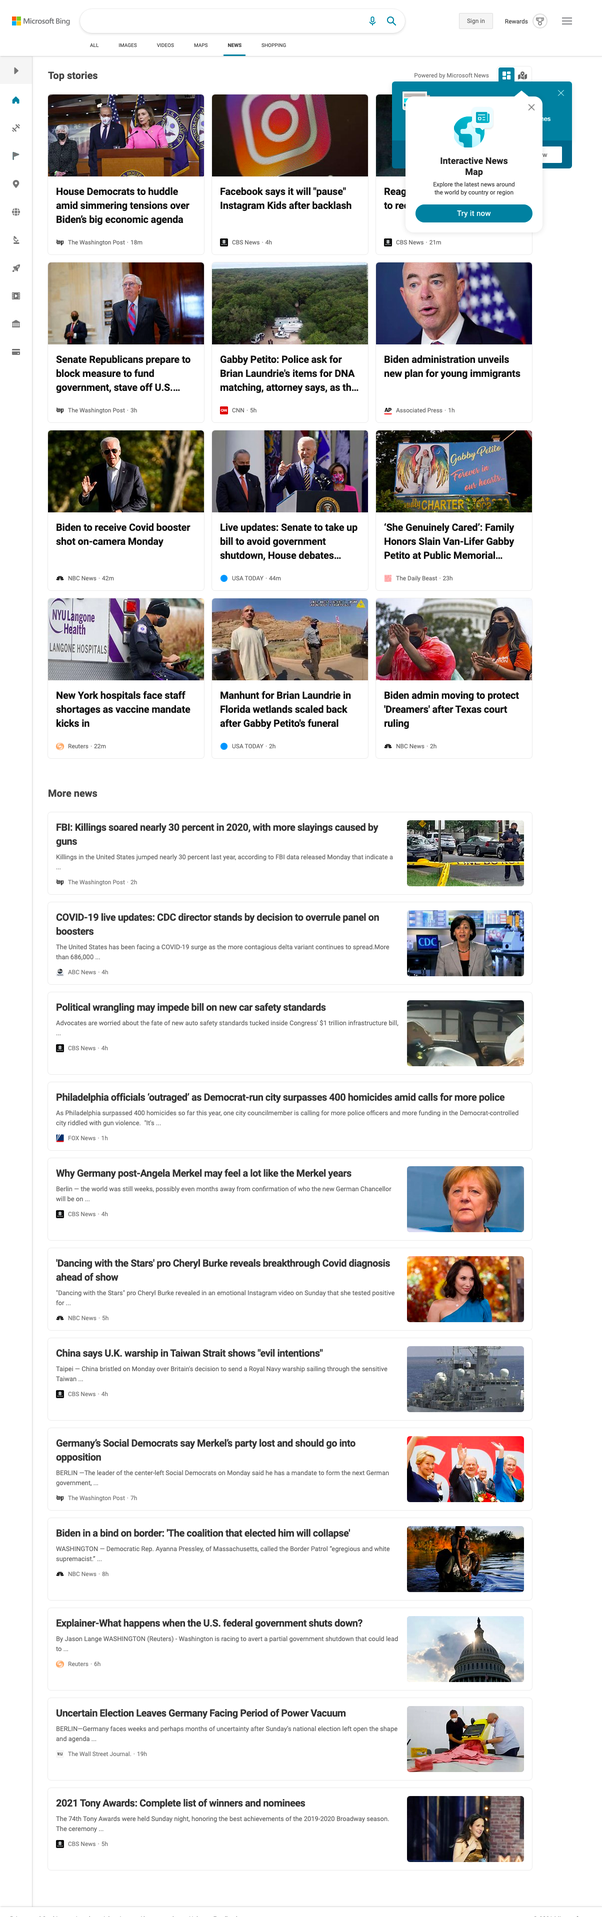 Microsoft Bing
Sign in
Rewards
ALL
IMAGES
VIDEOS
MAPS
NEWS
SHOPPING
Top stories
Powered by Microsoft News
Interactive News
Map
Explore the latest news around
the world by country or region
Try it now
House Democrats to huddle
amid simmering tensions over
Biden's big economic agenda
The Washington Post · 18m
Facebook says it will "pause"
Instagram Kids after backlash
CBS News · 4h
Reag
to re
CBS News · 21m
Senate Republicans prepare to
block measure to fund
government, stave off U.S....
The Washington Post · 3h
Gabby Petito: Police ask for
Brian Laundrie's items for DNA
matching, attorney says, as th...
CNN · 5h
Biden administration unveils
new plan for young immigrants
AP
Associated Press · 1h
Biden to receive Covid booster
shot on-camera Monday
NBC News · 42m
Live updates: Senate to take up
bill to avoid government
shutdown, House debates...
USA TODAY · 44m
Gabby Petito
Forever in
our hearts
CHARTER
'She Genuinely Cared': Family
Honors Slain Van-Lifer Gabby
Petito at Public Memorial...
The Daily Beast · 23h
NYU Langone
Health
LANGONE HOSPITALS
New York hospitals face staff
shortages as vaccine mandate
kicks in
Reuters · 22m
Manhunt for Brian Laundrie in
Florida wetlands scaled back
after Gabby Petito's funeral
USA TODAY · 2h
Biden admin moving to protect
'Dreamers' after Texas court
ruling
NBC News · 2h
More news
FBI: Killings soared nearly 30 percent in 2020, with more slayings caused by
guns
Killings in the United States jumped nearly 30 percent last year, according to FBI data released Monday that indicate a
...
The Washington Post · 2h
COVID-19 live updates: CDC director stands by decision to overrule panel on
boosters
The United States has been facing a COVID-19 surge as the more contagious delta variant continues to spread.More
than 686,000 ...
ABC News · 4h
CDC
Political wrangling may impede bill on new car safety standards
Advocates are worried about the fate of new auto safety standards tucked inside Congress' $1 trillion infrastructure bill,
...
CBS News · 4h
Philadelphia officials 'outraged' as Democrat-run city surpasses 400 homicides amid calls for more police
As Philadelphia surpassed 400 homicides so far this year, one city councilmember is calling for more police officers and more funding in the Democrat-controlled
city riddled with gun violence. "It's ...
FOX News · 1h
Why Germany post-Angela Merkel may feel a lot like the Merkel years
Berlin — the world was still weeks, possibly even months away from confirmation of who the new German Chancellor
will be on ...
CBS News · 4h
'Dancing with the Stars' pro Cheryl Burke reveals breakthrough Covid diagnosis
ahead of show
"Dancing with the Stars" pro Cheryl Burke revealed in an emotional Instagram video on Sunday that she tested positive
for ...
NBC News · 5h
China says U.K. warship in Taiwan Strait shows "evil intentions"
Taipei — China bristled on Monday over Britain's decision to send a Royal Navy warship sailing through the sensitive
Taiwan ...
CBS News · 4h
Germany's Social Democrats say Merkel's party lost and should go into
opposition
BERLIN —The leader of the center-left Social Democrats on Monday said he has a mandate to form the next German
government, ...
The Washington Post · 7h
Biden in a bind on border: 'The coalition that elected him will collapse'
WASHINGTON — Democratic Rep. Ayanna Pressley, of Massachusetts, called the Border Patrol "egregious and white
supremacist." ...
NBC News · 8h
Explainer-What happens when the U.S. federal government shuts down?
By Jason Lange WASHINGTON (Reuters) - Washington is racing to avert a partial government shutdown that could lead
to ...
Reuters · 6h
Uncertain Election Leaves Germany Facing Period of Power Vacuum
BERLIN—Germany faces weeks and perhaps months of uncertainty after Sunday's national election left open the shape
and agenda ...
The Wall Street Journal. · 19h
2021 Tony Awards: Complete list of winners and nominees
The 74th Tony Awards were held Sunday night, honoring the best achievements of the 2019-2020 Broadway season.
The ceremony ...
CBS News · 5h